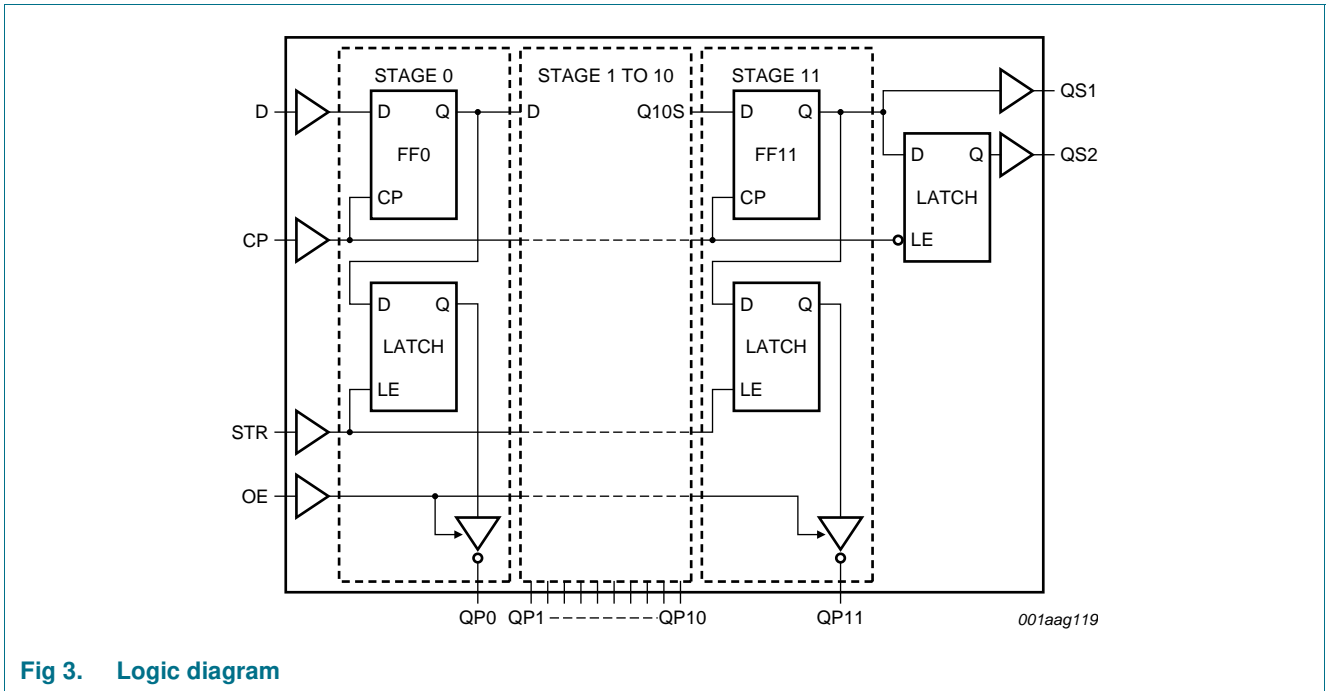 STAGE 0 STAGE 1 TO 10 STAGE 11
QS1
D D Q D Q10S D Q
FF0 FF11 D Q QS2
CP CP LATCH
CP LE
D Q D Q
LATCH LATCH
LE LE
STR
OE
QP0 QP1 QP10 QP11 001aag119
Fig 3. Logic diagram